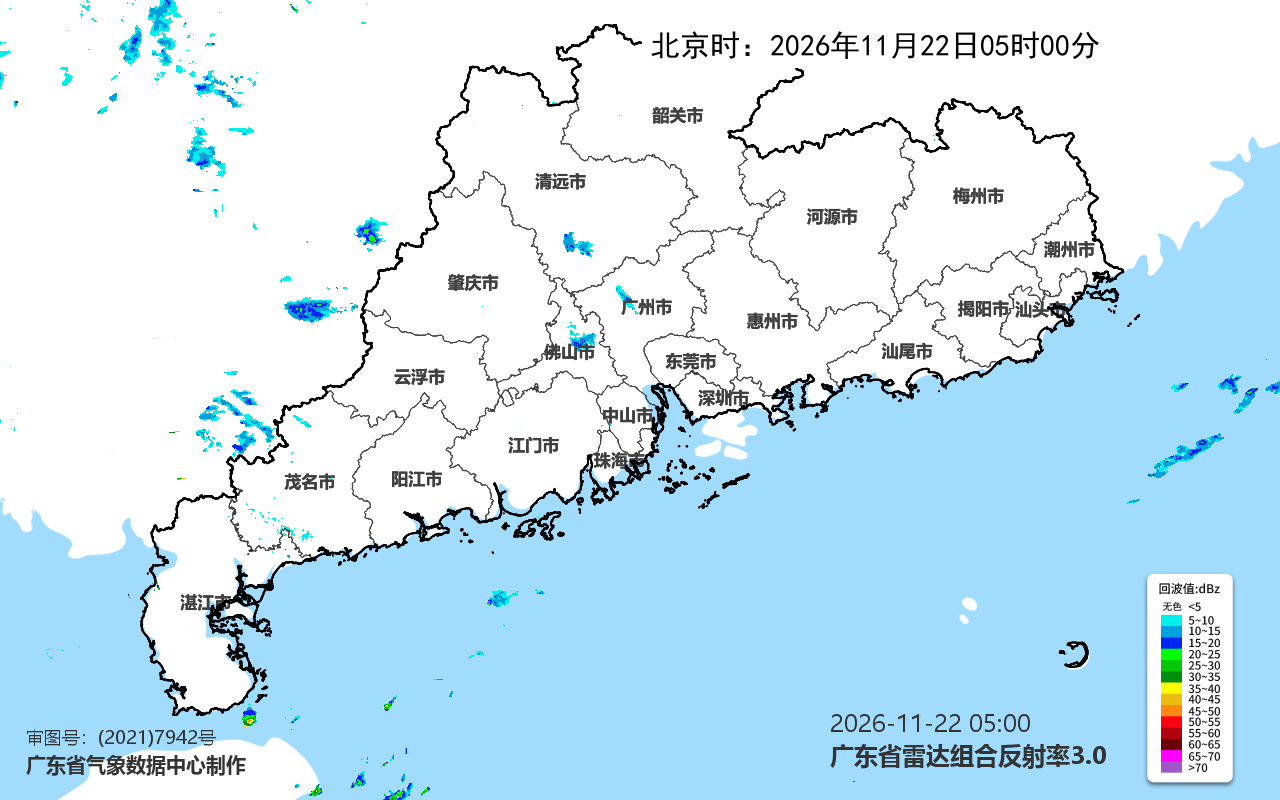 北京时：2026年11月22日05时00分
韶关市
清远市
梅州市
河源市
潮州市
肇庆市
广州市
揭阳市
汕头市
惠州市
佛山市
汕尾市
东莞市
云浮市
深圳市
中山市
江门市
珠海市
茂名市
阳江市
湛江市
回波值:dBz
无色 <5
5~10
10~15
15~20
20~25
25~30
30~35
35~40
40~45
45~50
50~55
55~60
60~65
65~70
>70
2026-11-22 05:00
广东省雷达组合反射率3.0
审图号：(2021)7942号
广东省气象数据中心制作